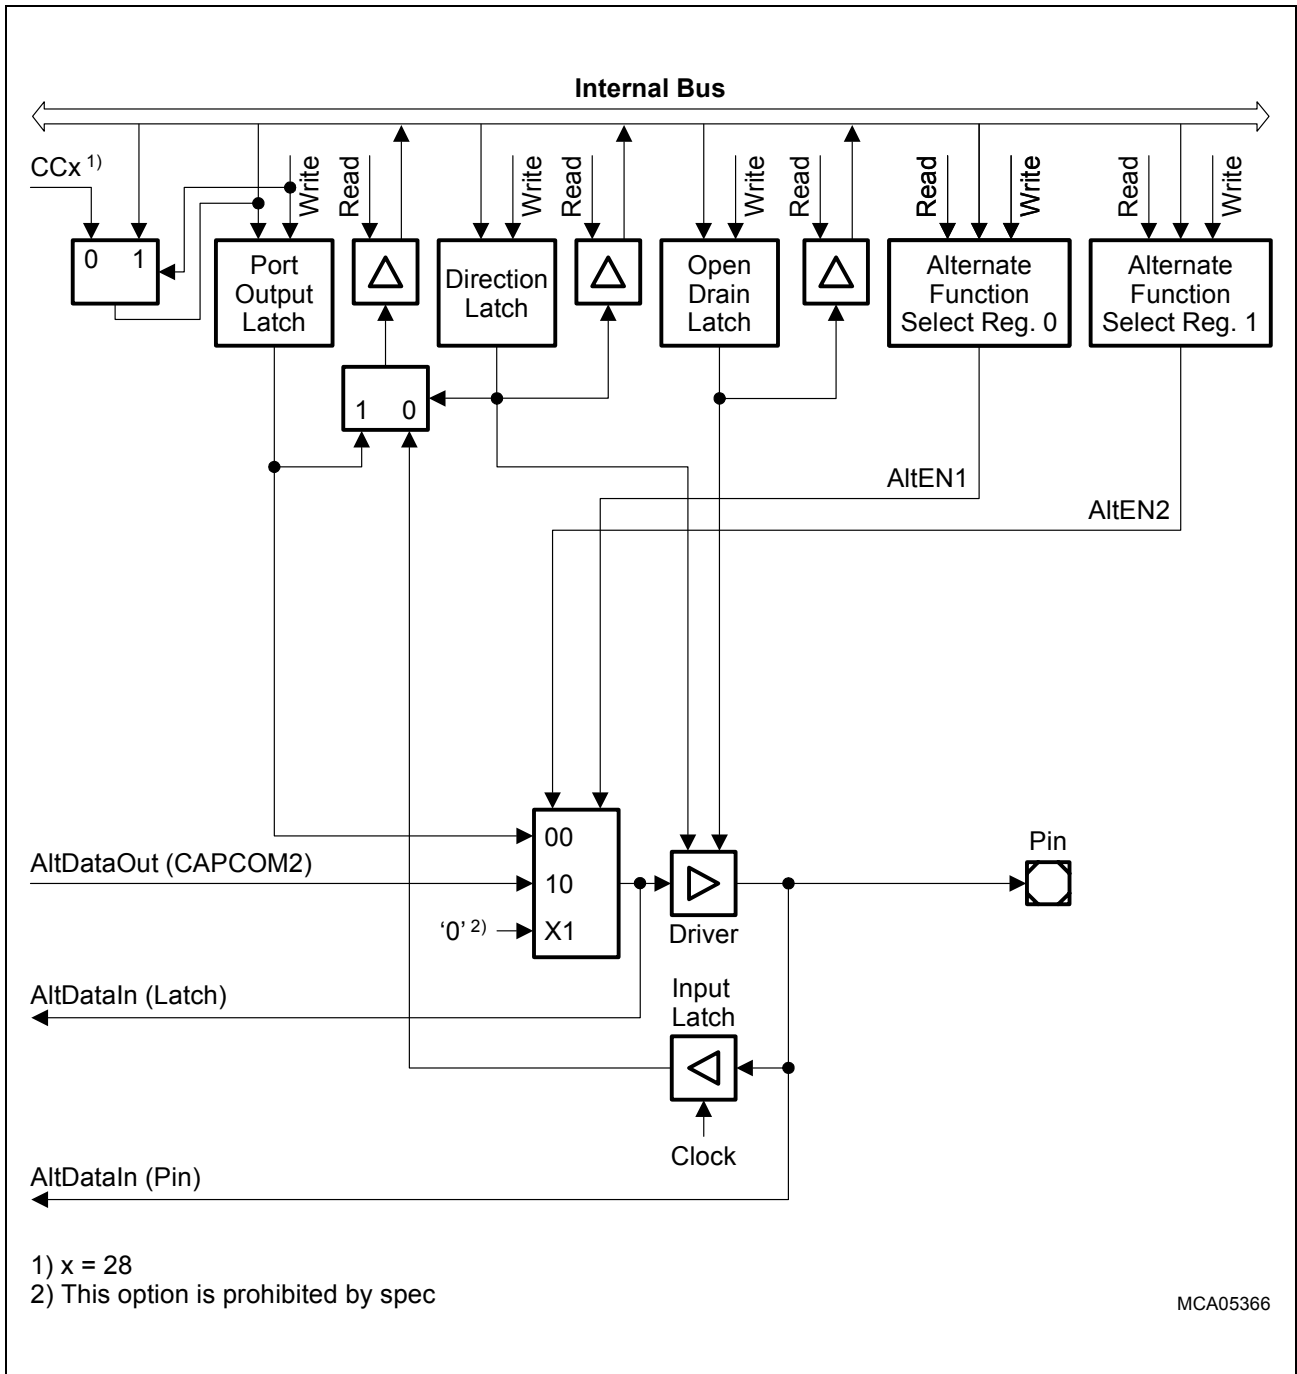 Internal Bus
CCx 1)
Write
Read
Write
Read
Write
Read
Read
Write
Read
Write
0 1
Port
Output
Latch
Direction
Latch
Open
Drain
Latch
Alternate
Function
Select Reg. 0
Alternate
Function
Select Reg. 1
1 0
AltEN1
AltEN2
00
10
X1
AltDataOut (CAPCOM2)
‘0’ 2)
Driver
Pin
AltDataIn (Latch)
Input
Latch
Clock
AltDataIn (Pin)
1) x = 28
2) This option is prohibited by spec
MCA05366